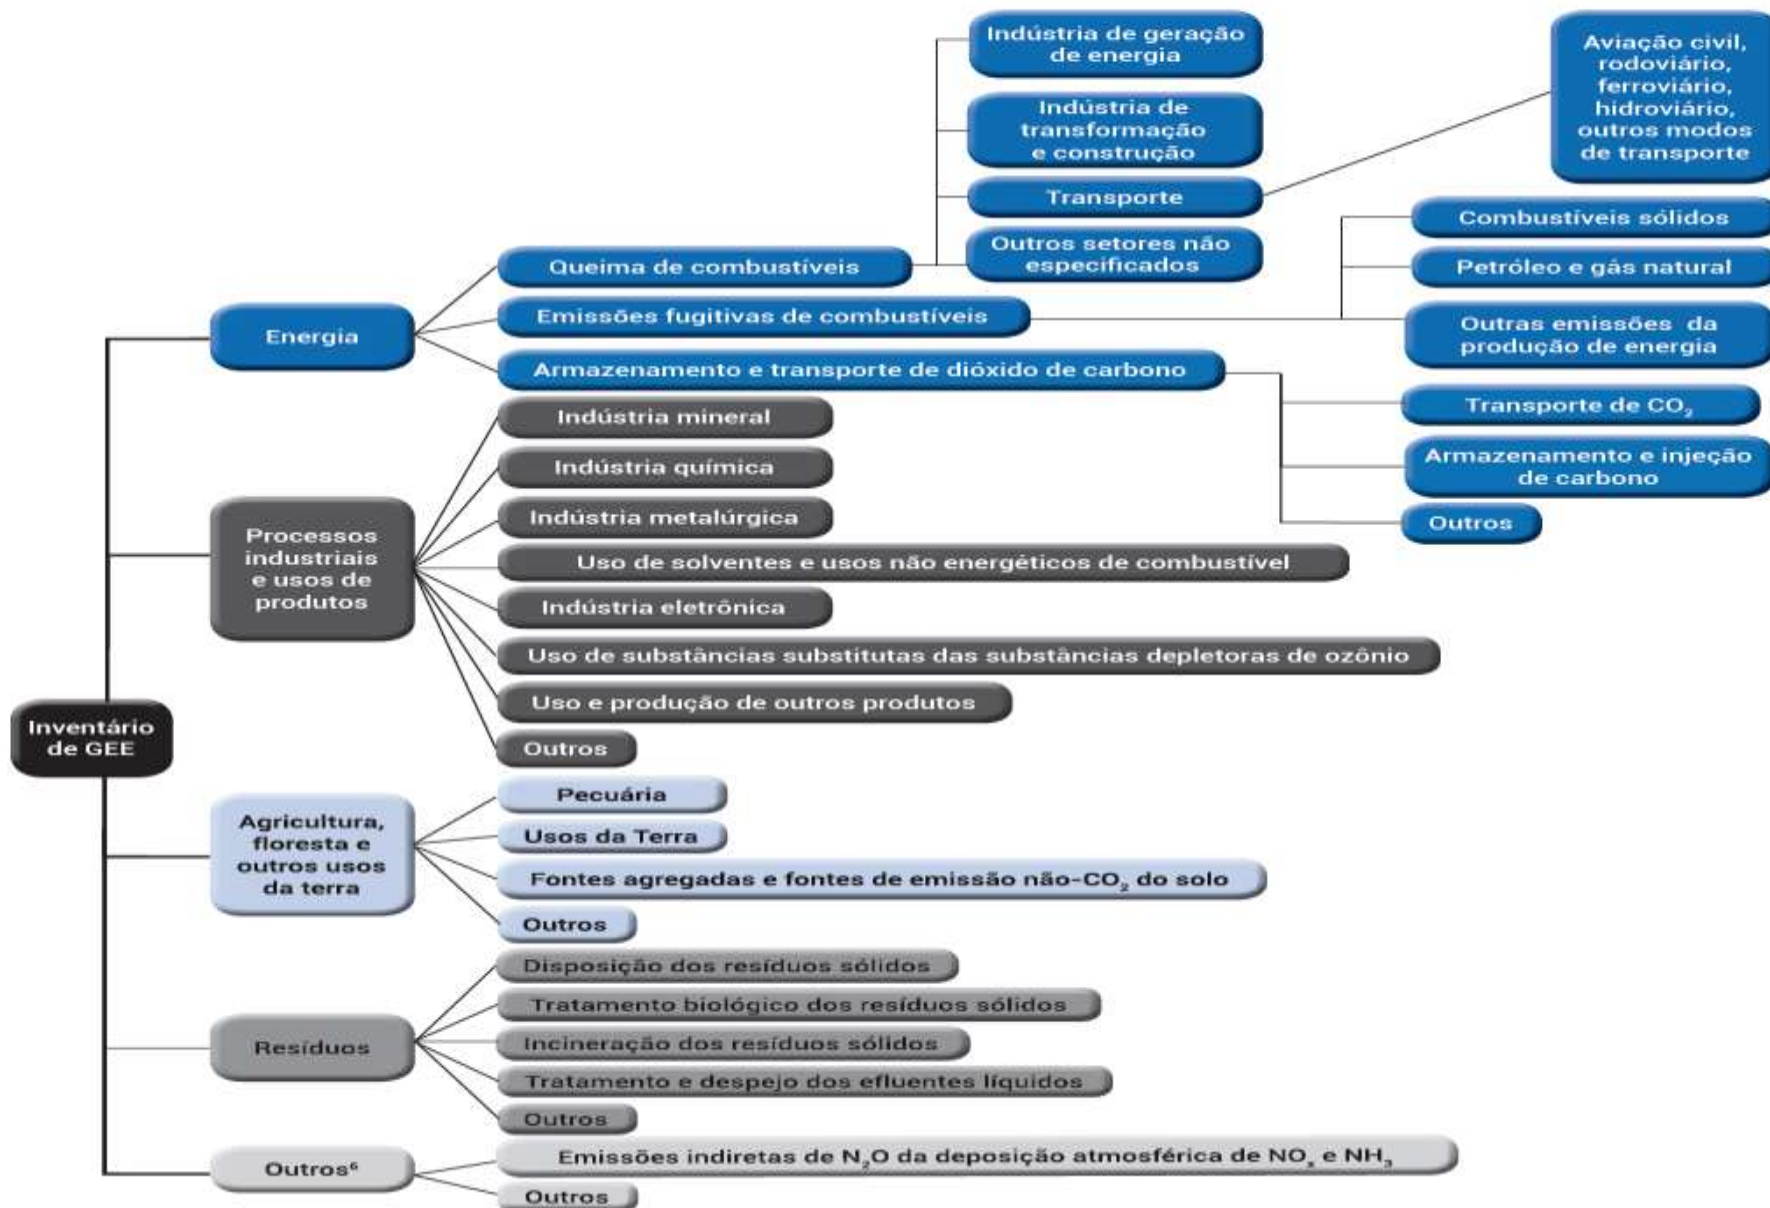 Inventário
de GEE
Energia
Queima de combustíveis
Indústria de geração
de energia
Indústria de
transformação
e construção
Transporte
Aviação civil,
rodoviário,
ferroviário,
hidroviário,
outros modos
de transporte
Outros setores não
especificados
Emissões fugitivas de combustíveis
Combustíveis sólidos
Petróleo e gás natural
Outras emissões da
produção de energia
Armazenamento e transporte de dióxido de carbono
Transporte de CO₂
Armazenamento e injeção
de carbono
Outros
Processos
industriais
e usos de
produtos
Indústria mineral
Indústria química
Indústria metalúrgica
Uso de solventes e usos não energéticos de combustível
Indústria eletrônica
Uso de substâncias substitutas das substâncias depletoras de ozônio
Uso e produção de outros produtos
Outros
Agricultura,
floresta e
outros usos
da terra
Pecuária
Usos da Terra
Fontes agregadas e fontes de emissão não-CO₂ do solo
Outros
Resíduos
Disposição dos resíduos sólidos
Tratamento biológico dos resíduos sólidos
Incineração dos resíduos sólidos
Tratamento e despejo dos efluentes líquidos
Outros
Outros⁶
Emissões indiretas de N₂O da deposição atmosférica de NOₓ e NH₃
Outros